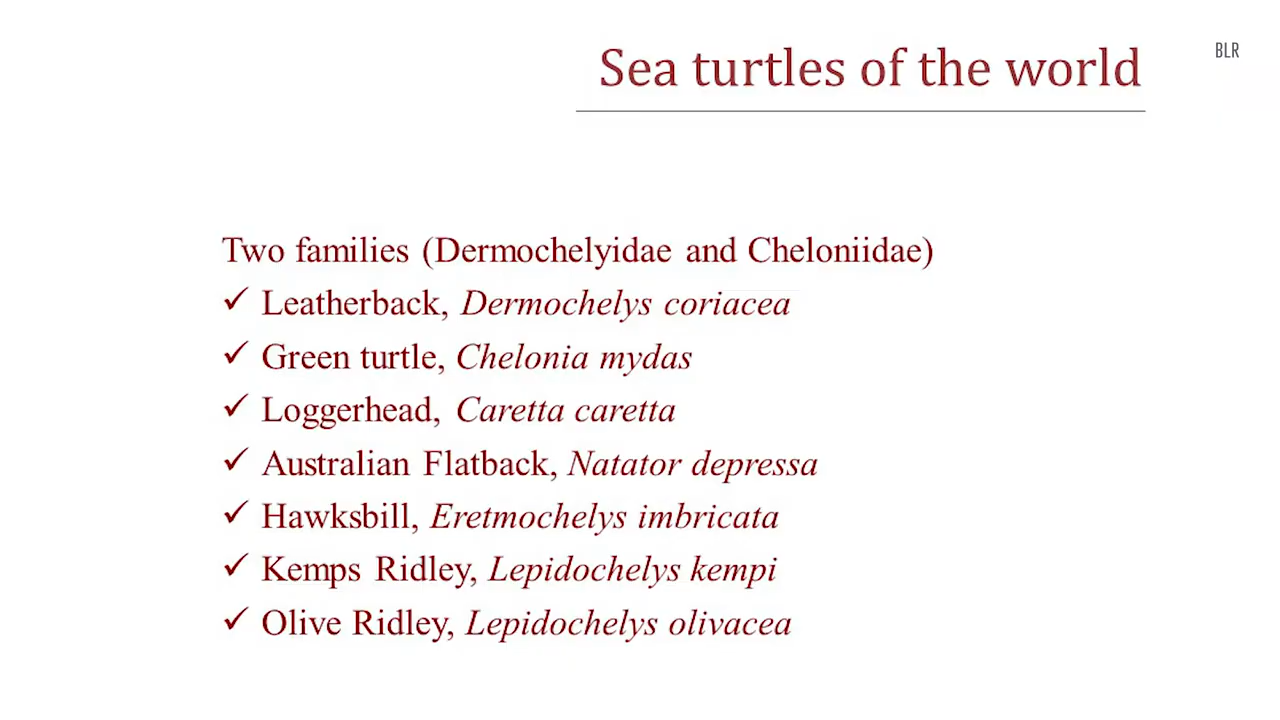 Sea turtles of the world
BLR
Two families (Dermochelyidae and Cheloniidae)
✓ Leatherback, Dermochelys coriacea
✓ Green turtle, Chelonia mydas
✓ Loggerhead, Caretta caretta
✓ Australian Flatback, Natator depressa
✓ Hawksbill, Eretmochelys imbricata
✓ Kemps Ridley, Lepidochelys kempi
✓ Olive Ridley, Lepidochelys olivacea